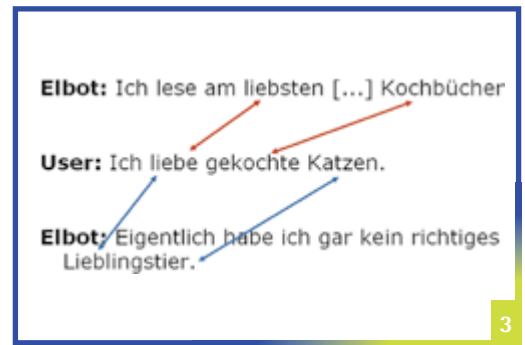 Elbot: Ich lese am liebsten [...] Kochbücher
User: Ich liebe gekochte Katzen.
Elbot: Eigentlich habe ich gar kein richtiges
Lieblingstier.
3